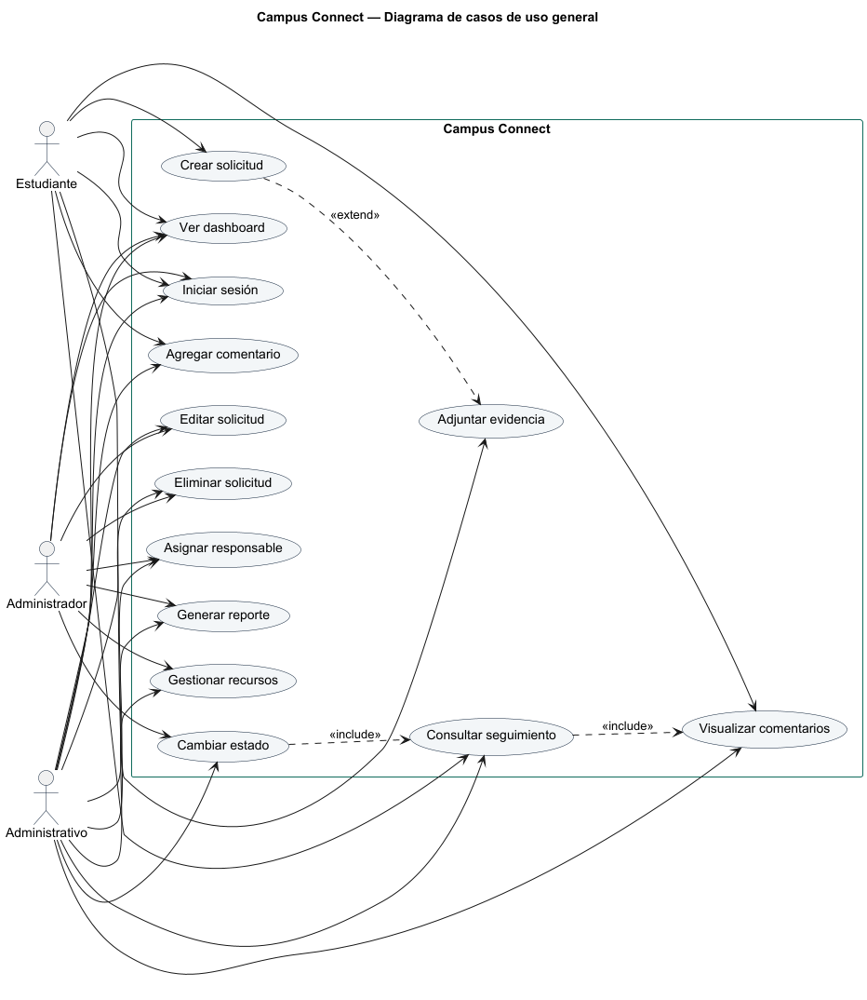 Campus Connect — Diagrama de casos de uso general
Campus Connect
Estudiante
Crear solicitud
«extend»
Ver dashboard
Iniciar sesión
Agregar comentario
Editar solicitud
Adjuntar evidencia
Eliminar solicitud
Asignar responsable
Administrador
Generar reporte
Gestionar recursos
Cambiar estado
«include»
Consultar seguimiento
«include»
Visualizar comentarios
Administrativo